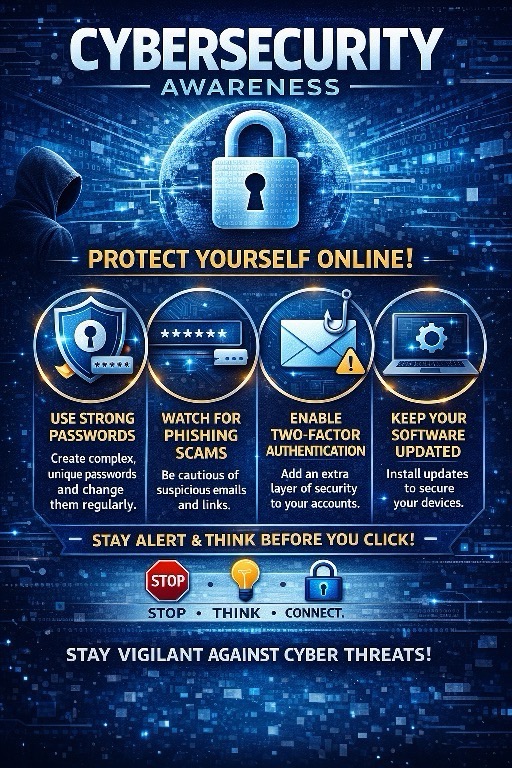 CYBERSECURITY
AWARENESS
PROTECT YOURSELF ONLINE!
USE STRONG
PASSWORDS
Create complex,
unique passwords
and change
them regularly.
WATCH FOR
PHISHING
SCAMS
Be cautious of
suspicious emails
and links.
ENABLE
TWO-FACTOR
AUTHENTICATION
Add an extra
layer of security
to your accounts.
KEEP YOUR
SOFTWARE
UPDATED
Install updates
to secure
your devices.
STAY ALERT & THINK BEFORE YOU CLICK!
STOP
STOP • THINK • CONNECT.
STAY VIGILANT AGAINST CYBER THREATS!